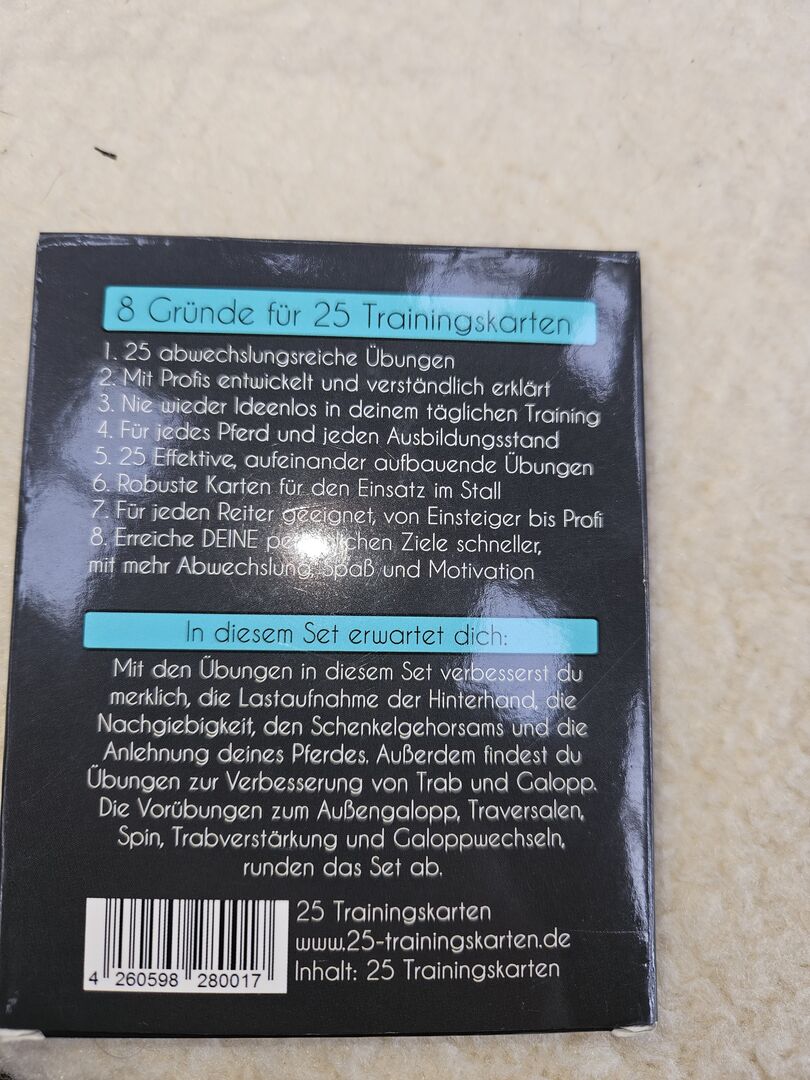 8 Gründe für 25 Trainingskarten
1. 25 abwechslungsreiche Übungen
2. Mit Profis entwickelt und verständlich erklärt
3. Nie wieder Ideenlos in deinem täglichen Training
4. Für jedes Pferd und jeden Ausbildungsstand
5. 25 Effektive, aufeinander aufbauende Übungen
6. Robuste Karten für den Einsatz im Stall
7. Für jeden Reiter geeignet, von Einsteiger bis Profi
8. Erreiche DEINE persönlichen Ziele schneller,
mit mehr Abwechslung, Spaß und Motivation
In diesem Set erwartet dich:
Mit den Übungen in diesem Set verbesserst du
merklich, die Lastaufnahme der Hinterhand, die
Nachgiebigkeit, den Schenkelgehorsams und die
Anlehnung deines Pferdes. Außerdem findest du
Übungen zur Verbesserung von Trab und Galopp.
Die Vorübungen zum Außengalopp, Traversalen,
Spin, Trabverstärkung und Galoppwechseln,
runden das Set ab.
25 Trainingskarten
www.25-trainingskarten.de
Inhalt: 25 Trainingskarten
4 260598 280017